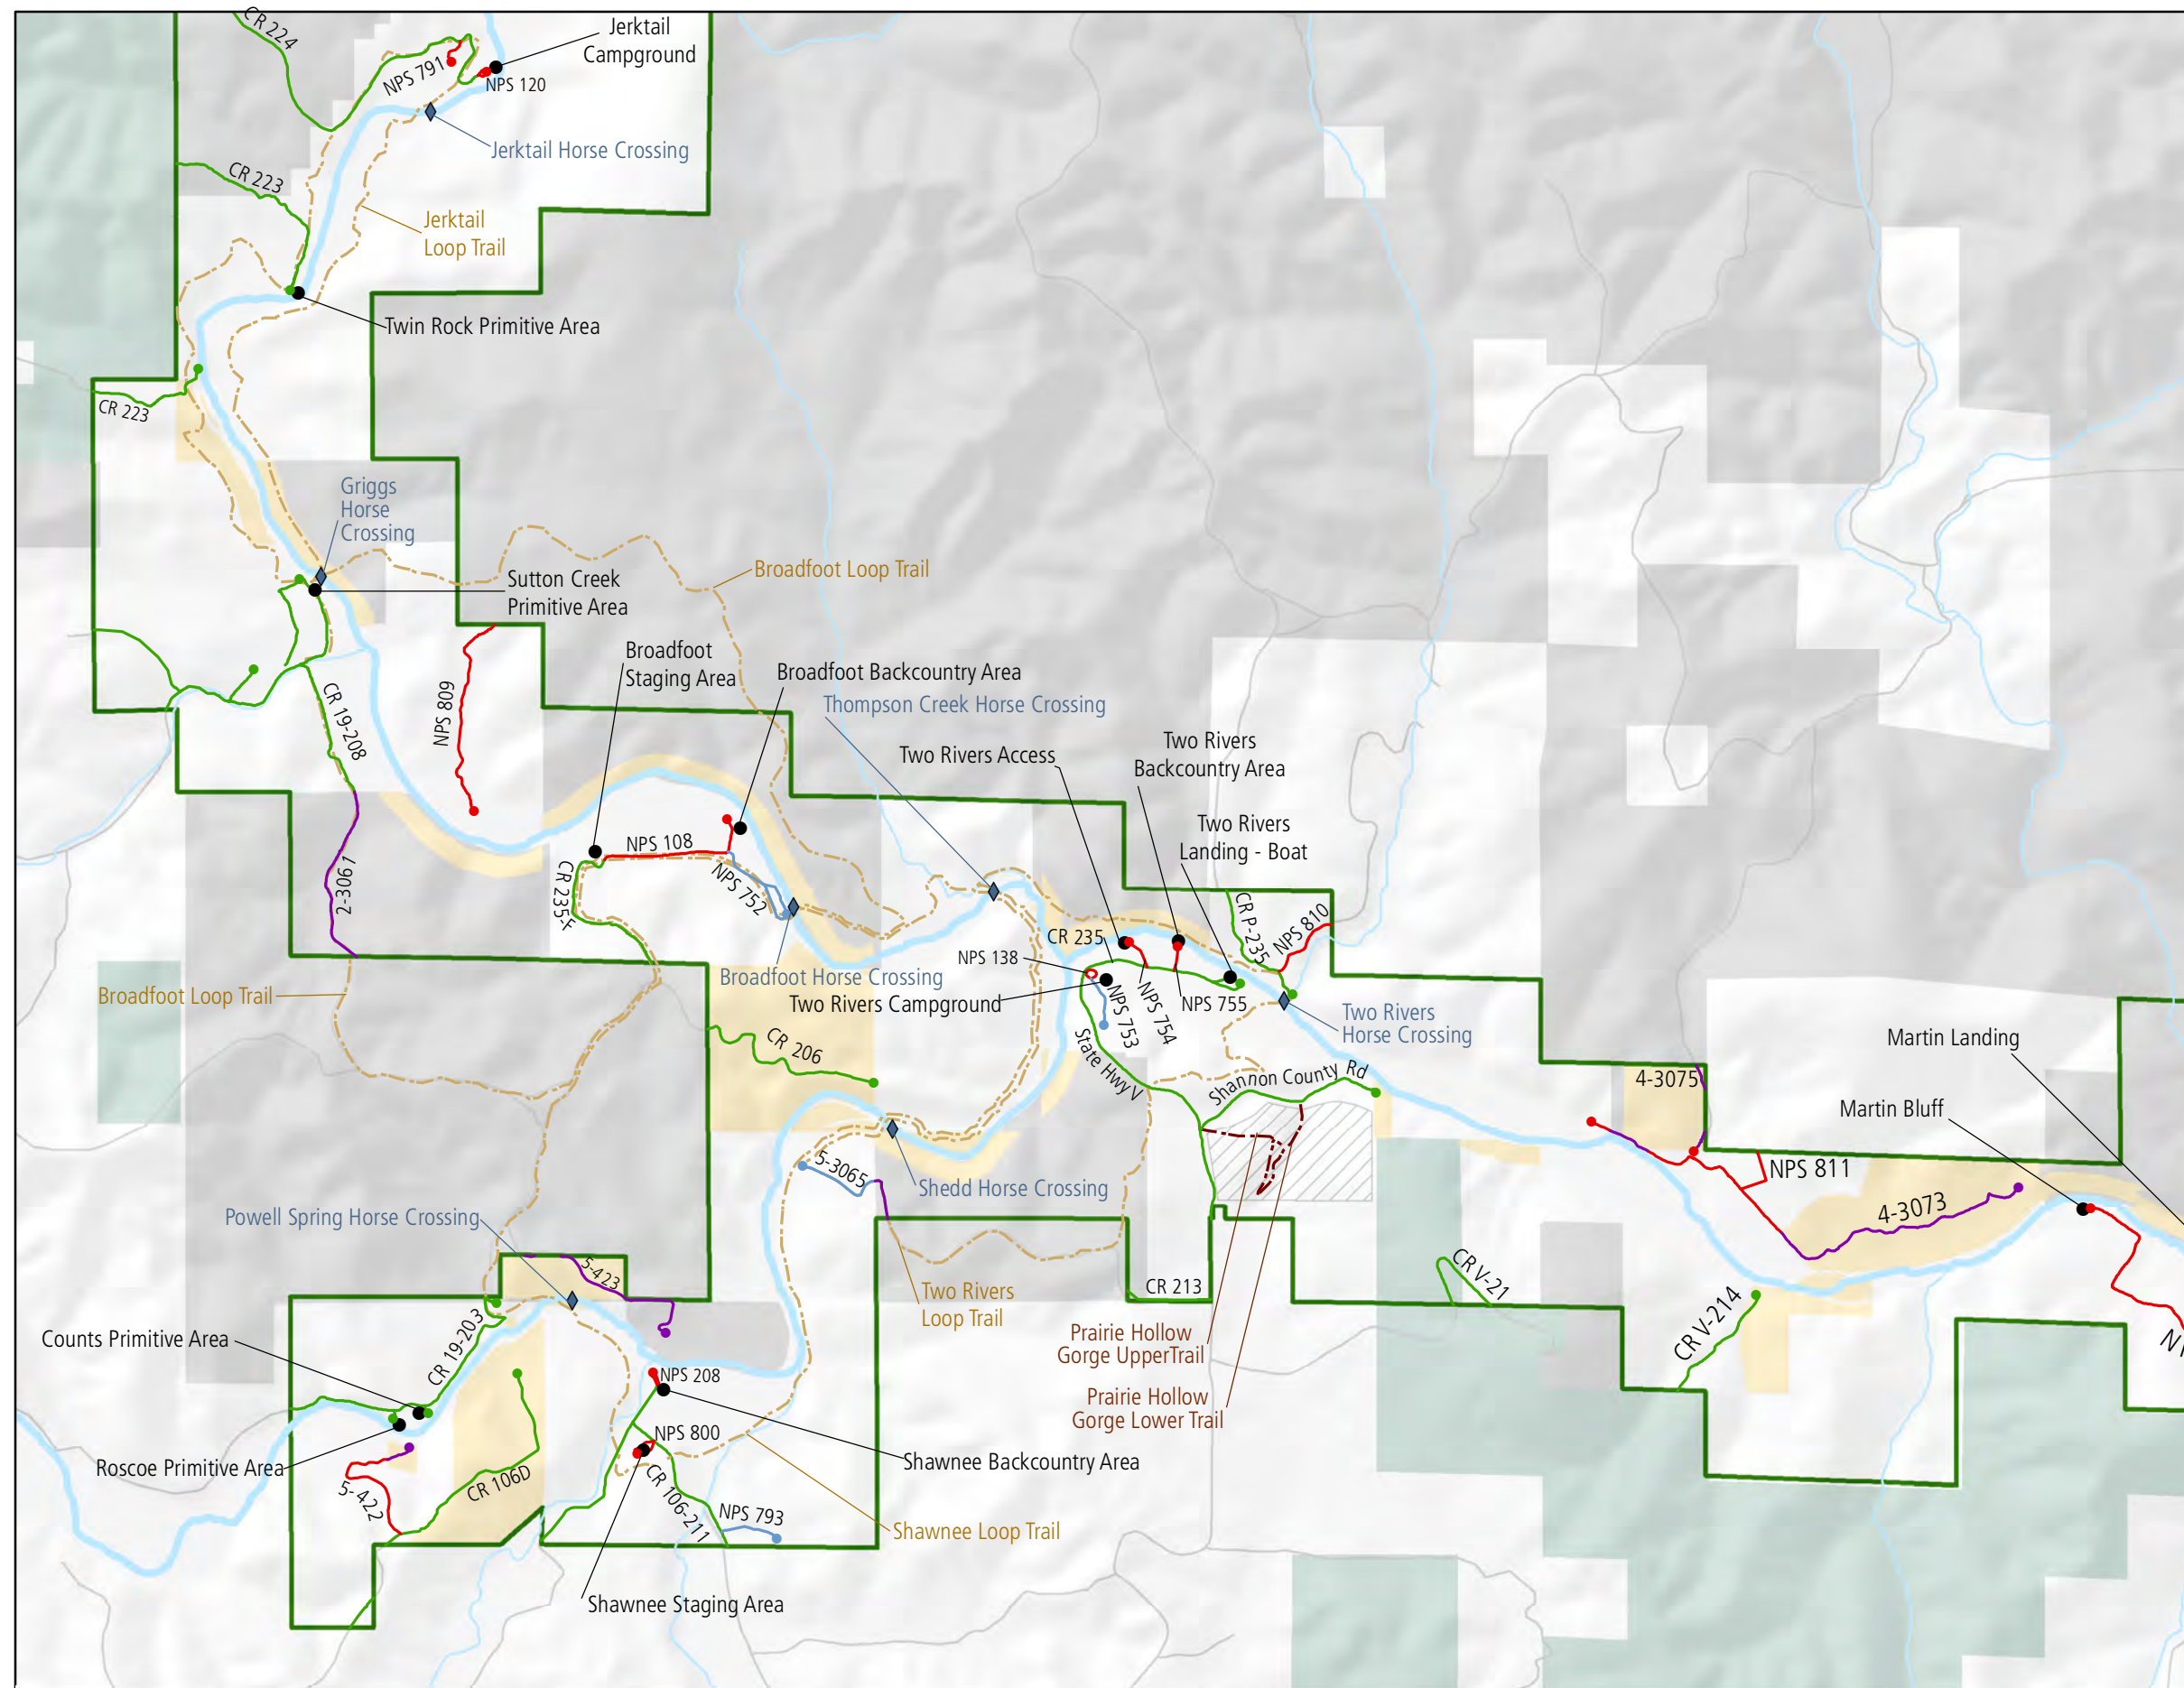 CR 224
Jerktail
Campground
NPS 791
NPS 120
Jerktail Horse Crossing
CR 223
Jerktail
Loop Trail
Twin Rock Primitive Area
CR 223
Griggs
Horse
Crossing
Sutton Creek
Primitive Area
Broadfoot Loop Trail
Broadfoot
Staging Area
Broadfoot Backcountry Area
Thompson Creek Horse Crossing
CR 19-208
NPS 809
Two Rivers Access
Two Rivers
Backcountry Area
Two Rivers
Landing - Boat
NPS 108
2-3061
CR 235-F
NPS 752
CR P-235
NPS 810
CR 235
NPS 138
Broadfoot Horse Crossing
Two Rivers Campground
NPS 753
NPS 754
NPS 755
Broadfoot Loop Trail
Two Rivers
Horse Crossing
CR 206
State Hwy V
Shannon County Rd
4-3075
Martin Landing
Martin Bluff
5-3065
NPS 811
Shedd Horse Crossing
4-3073
Powell Spring Horse Crossing
5-423
CR V-21
Two Rivers
Loop Trail
CR 213
CR V-214
Counts Primitive Area
CR 19-203
Prairie Hollow
Gorge UpperTrail
NPS 208
Prairie Hollow
Gorge Lower Trail
NPS 800
Roscoe Primitive Area
Shawnee Backcountry Area
5-422
CR 106D
CR 106-211
NPS 793
Shawnee Loop Trail
Shawnee Staging Area